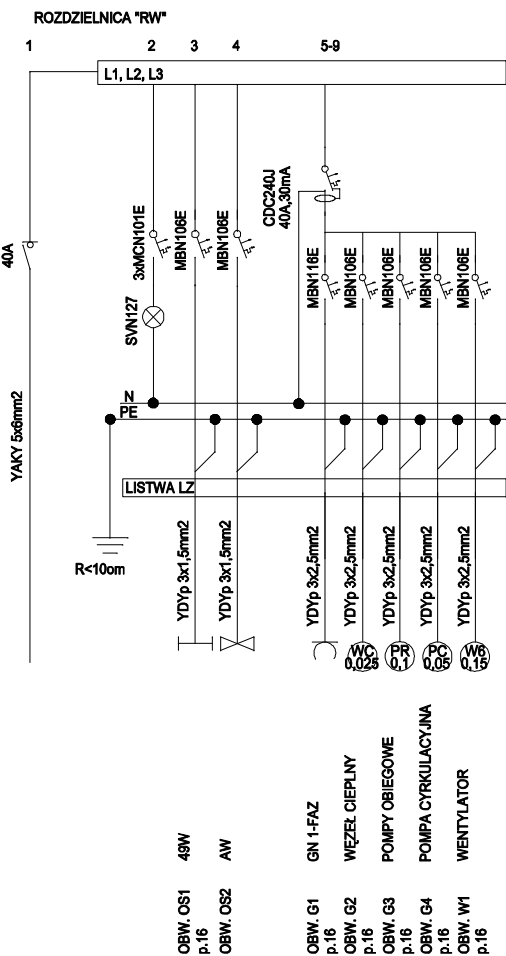 ROZDZIELNICA "RW"
1 2 3 4 5-9
L1, L2, L3
40A
3xMCN101E
MBN106E
MBN106E
CDC240J
40A,30mA
MBN116E
MBN106E
MBN106E
MBN106E
MBN106E
SVN127
N
PE
YAKY 5x6mm2
LISTWA LZ
R<10om
YDYp 3x1,5mm2
YDYp 3x1,5mm2
YDYp 3x2,5mm2
YDYp 3x2,5mm2
YDYp 3x2,5mm2
YDYp 3x2,5mm2
YDYp 3x2,5mm2
WC
0,025
PR
0,1
PC
0,05
W6
0,15
OBW. OS1 49W
p.16
OBW. OS2 AW
OBW. G1 GN 1-FAZ
p.16
OBW. G2 WĘZEŁ CIEPLNY
p.16
OBW. G3 POMPY OBIEGOWE
p.16
OBW. G4 POMPA CYRKULACYJNA
p.16
OBW. W1 WENTYLATOR
p.16